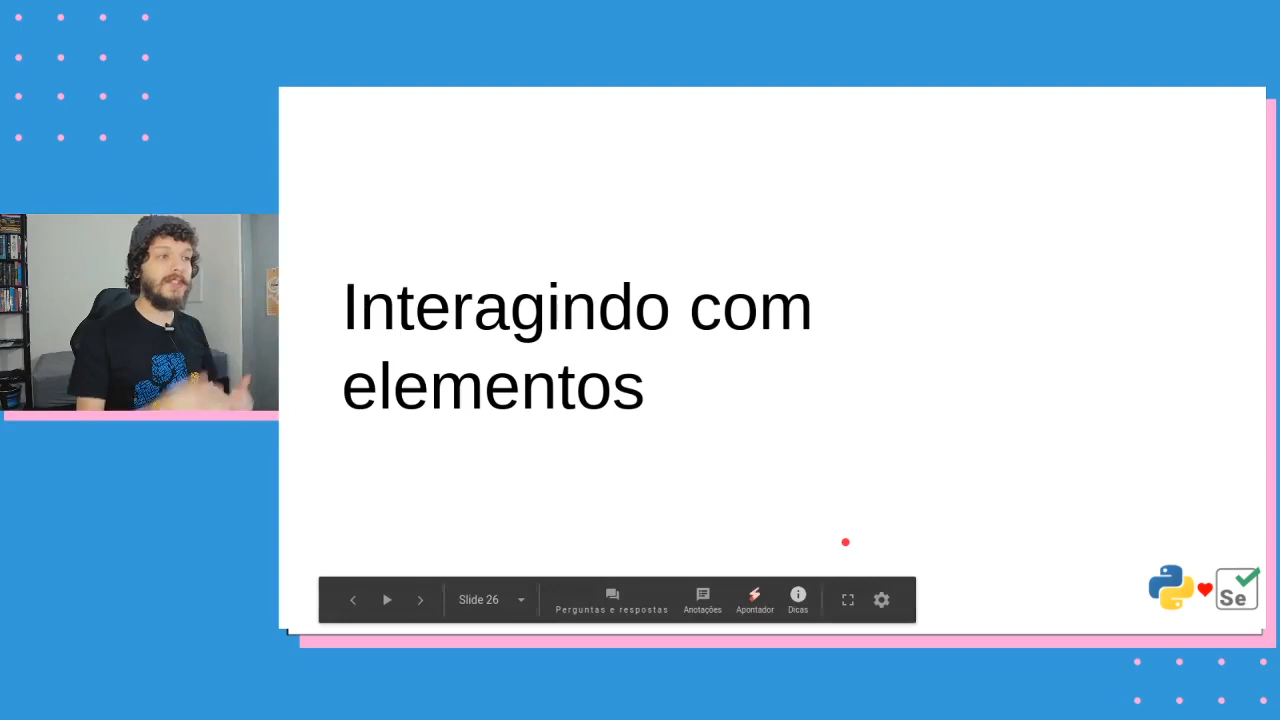 Interagindo com
elementos
Slide 26
Perguntas e respostas
Anotações
Apontador
Dicas
Se